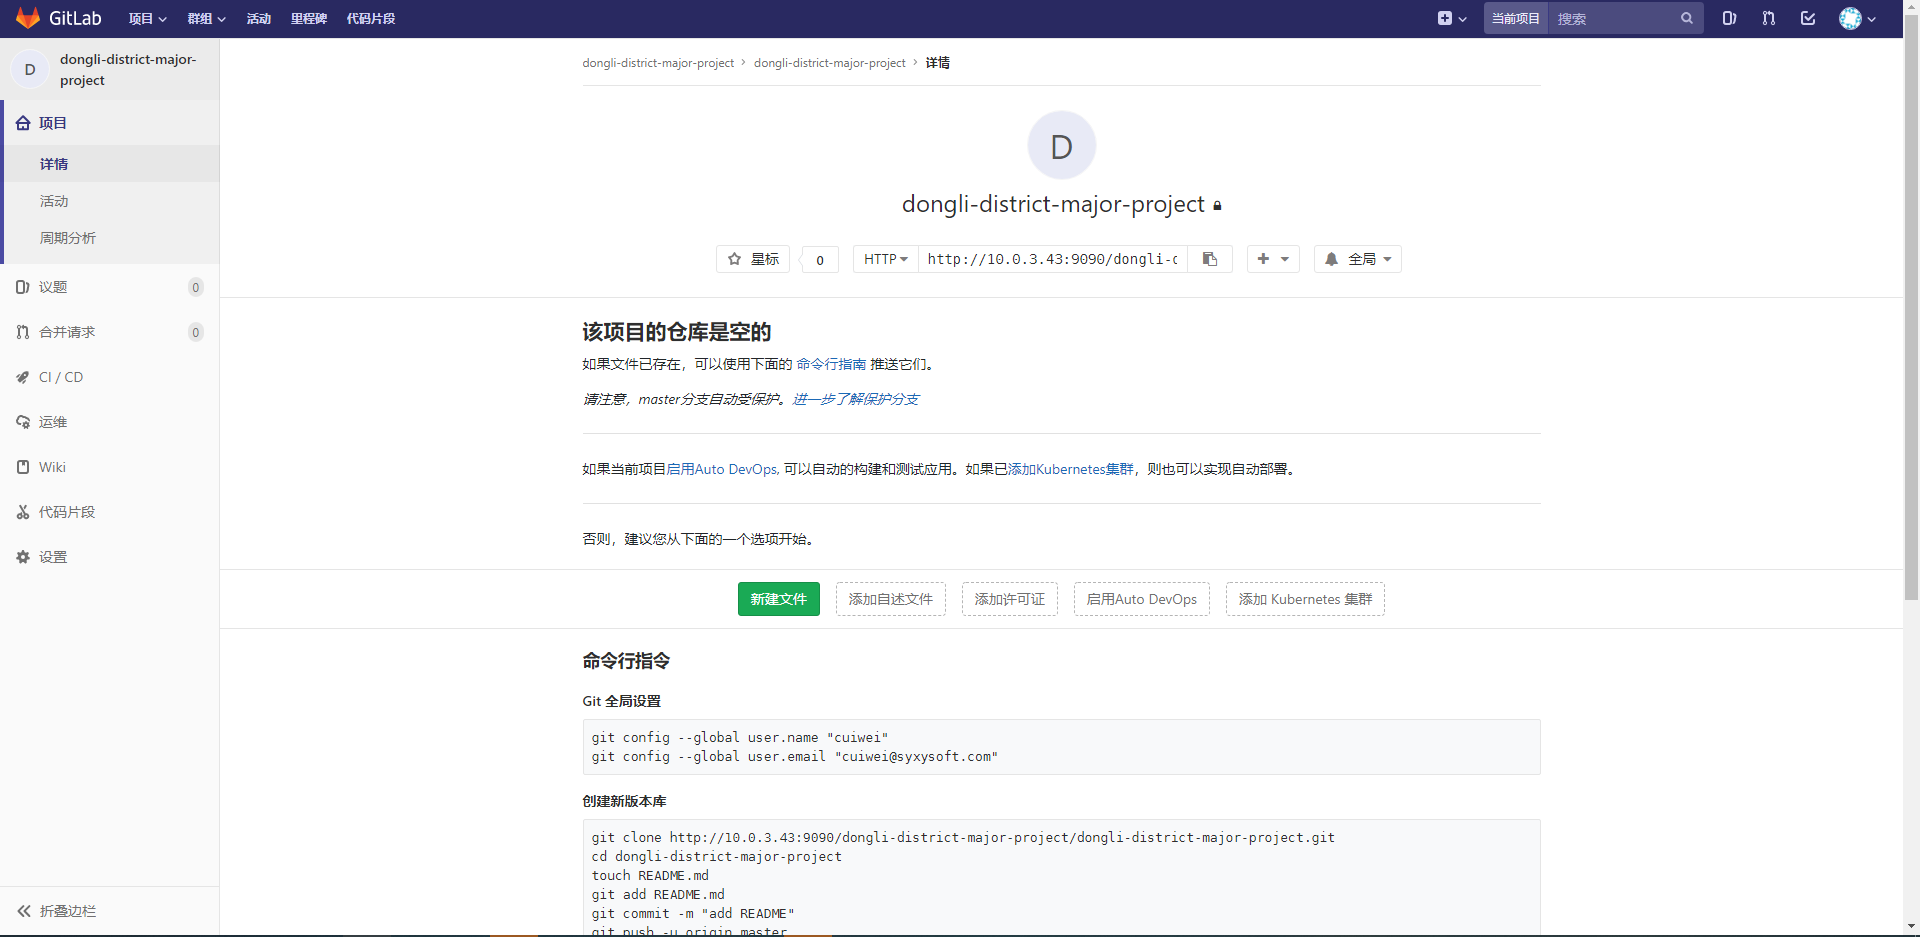 GitLab 项目 群组 活动 里程碑 代码片段 当前项目 搜索
D dongli-district-major-project
项目
详情
活动
周期分析
议题 0
合并请求 0
CI / CD
运维
Wiki
代码片段
设置
折叠边栏
dongli-district-major-project › dongli-district-major-project › 详情
D
dongli-district-major-project
星标 0 HTTP http://10.0.3.43:9090/dongli- 全局
该项目的仓库是空的
如果文件已存在，可以使用下面的 命令行指南 推送它们。
请注意，master分支自动受保护。进一步了解保护分支
如果当前项目启用Auto DevOps, 可以自动的构建和测试应用。如果已添加Kubernetes集群，则也可以实现自动部署。
否则，建议您从下面的一个选项开始。
新建文件 添加自述文件 添加许可证 启用Auto DevOps 添加 Kubernetes 集群
命令行指令
Git 全局设置
git config --global user.name "cuiwei"
git config --global user.email "cuiwei@syxysoft.com"
创建新版本库
git clone http://10.0.3.43:9090/dongli-district-major-project/dongli-district-major-project.git
cd dongli-district-major-project
touch README.md
git add README.md
git commit -m "add README"
git push -u origin master